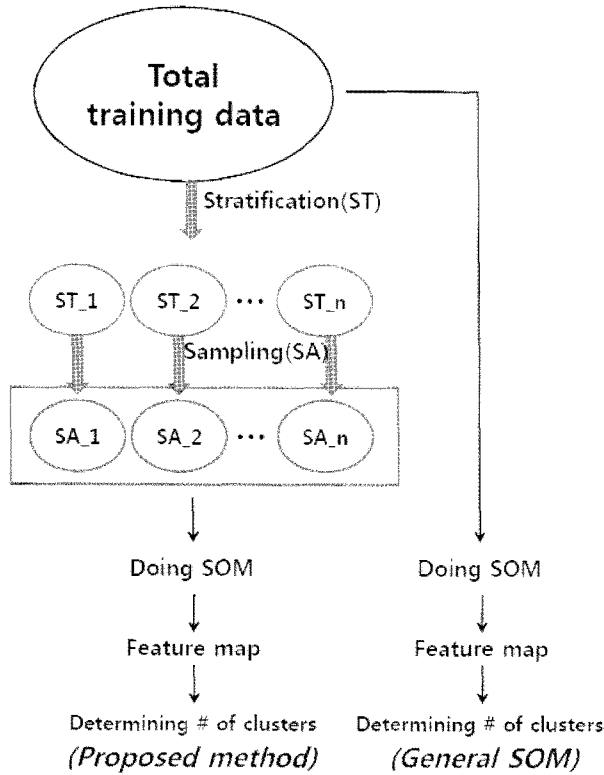 Total
training data
Stratification(ST)
ST_1 ST_2 ... ST_n
Sampling(SA)
SA_1 SA_2 ... SA_n
Doing SOM
Feature map
Determining # of clusters
(Proposed method)
Doing SOM
Feature map
Determining # of clusters
(General SOM)